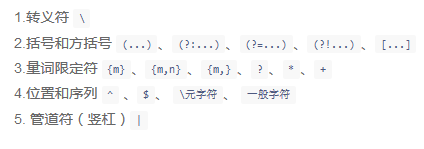 1.转义符 \
2.括号和方括号 (...)、 (?:...)、 (?=...)、 (?!...)、 [...]
3.量词限定符 {m}、 {m,n}、 {m,}、 ?、 *、 +
4.位置和序列 ^ 、 $、 \元字符、 一般字符
5. 管道符（竖杠） |